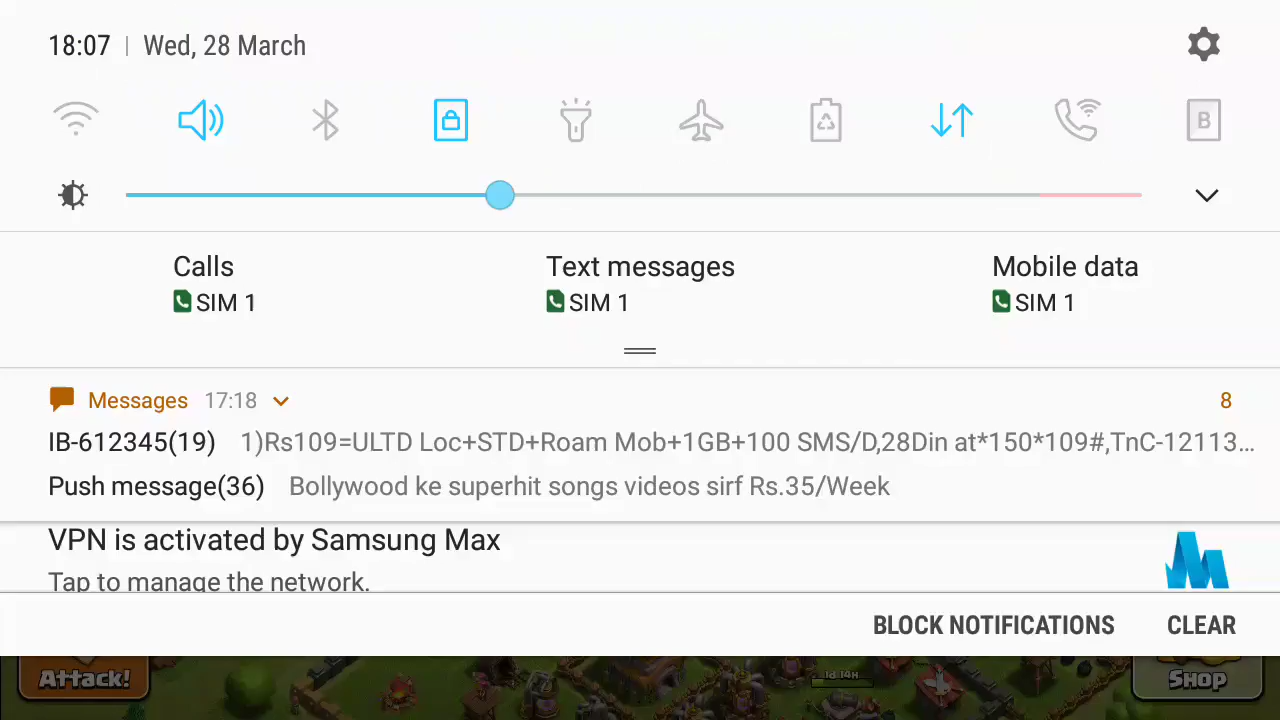 18:07 | Wed, 28 March
B
Calls
SIM 1
Text messages
SIM 1
Mobile data
SIM 1
Messages 17:18 8
IB-612345(19) 1)Rs109=ULTD Loc+STD+Roam Mob+1GB+100 SMS/D,28Din at*150*109#,TnC-12113...
Push message(36) Bollywood ke superhit songs videos sirf Rs.35/Week
VPN is activated by Samsung Max
Tap to manage the network.
BLOCK NOTIFICATIONS CLEAR
Attack!
1d 14H
Shop